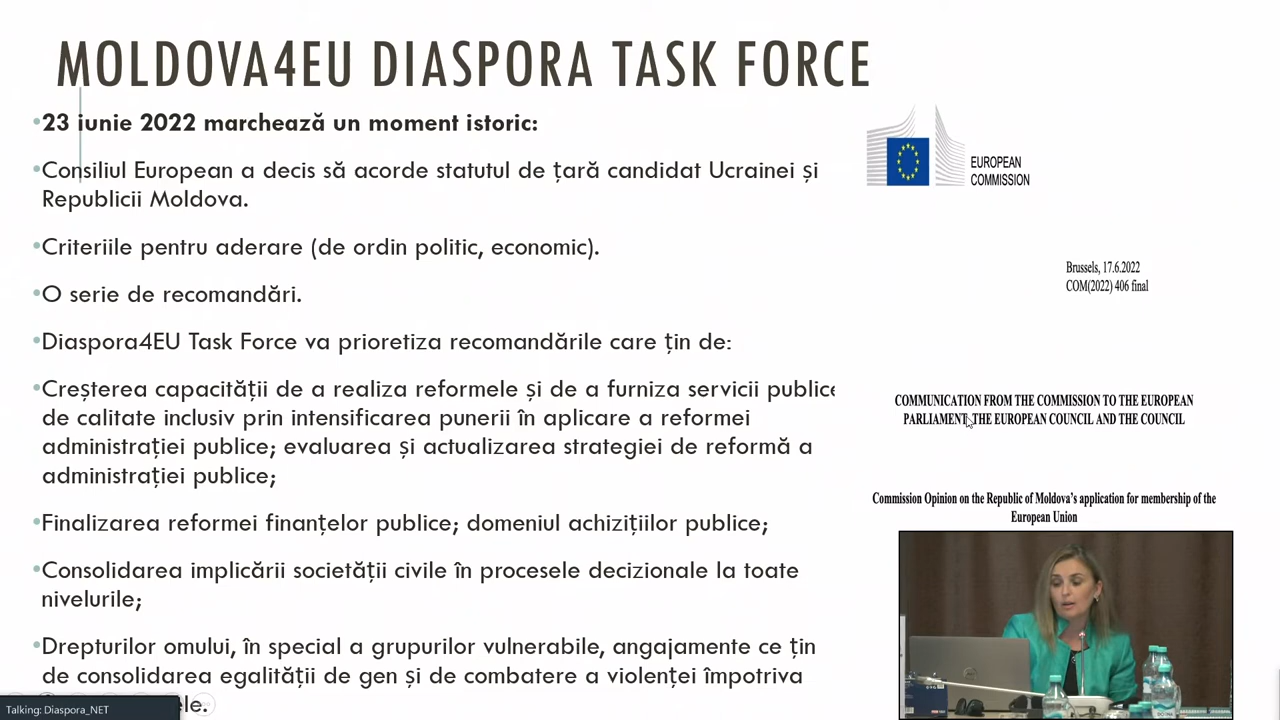 MOLDOVA4EU DIASPORA TASK FORCE
•23 iunie 2022 marchează un moment istoric:
•Consiliul European a decis să acorde statutul de țară candidat Ucrainei și
Republicii Moldova.
•Criteriile pentru aderare (de ordin politic, economic).
•O serie de recomandări.
•Diaspora4EU Task Force va prioretiza recomandările care țin de:
•Creșterea capacității de a realiza reformele și de a furniza servicii publice
de calitate inclusiv prin intensificarea punerii în aplicare a reformei
administrației publice; evaluarea și actualizarea strategiei de reformă a
administrației publice;
•Finalizarea reformei finanțelor publice; domeniul achizițiilor publice;
•Consolidarea implicării societății civile în procesele decizionale la toate
nivelurile;
•Drepturilor omului, în special a grupurilor vulnerabile, angajamente ce țin
de consolidarea egalității de gen și de combatere a violenței împotriva
EUROPEAN
COMMISSION
Brussels, 17.6.2022
COM(2022) 406 final
COMMUNICATION FROM THE COMMISSION TO THE EUROPEAN
PARLIAMENT, THE EUROPEAN COUNCIL AND THE COUNCIL
Commission Opinion on the Republic of Moldova's application for membership of the
European Union
Talking: Diaspora_NET